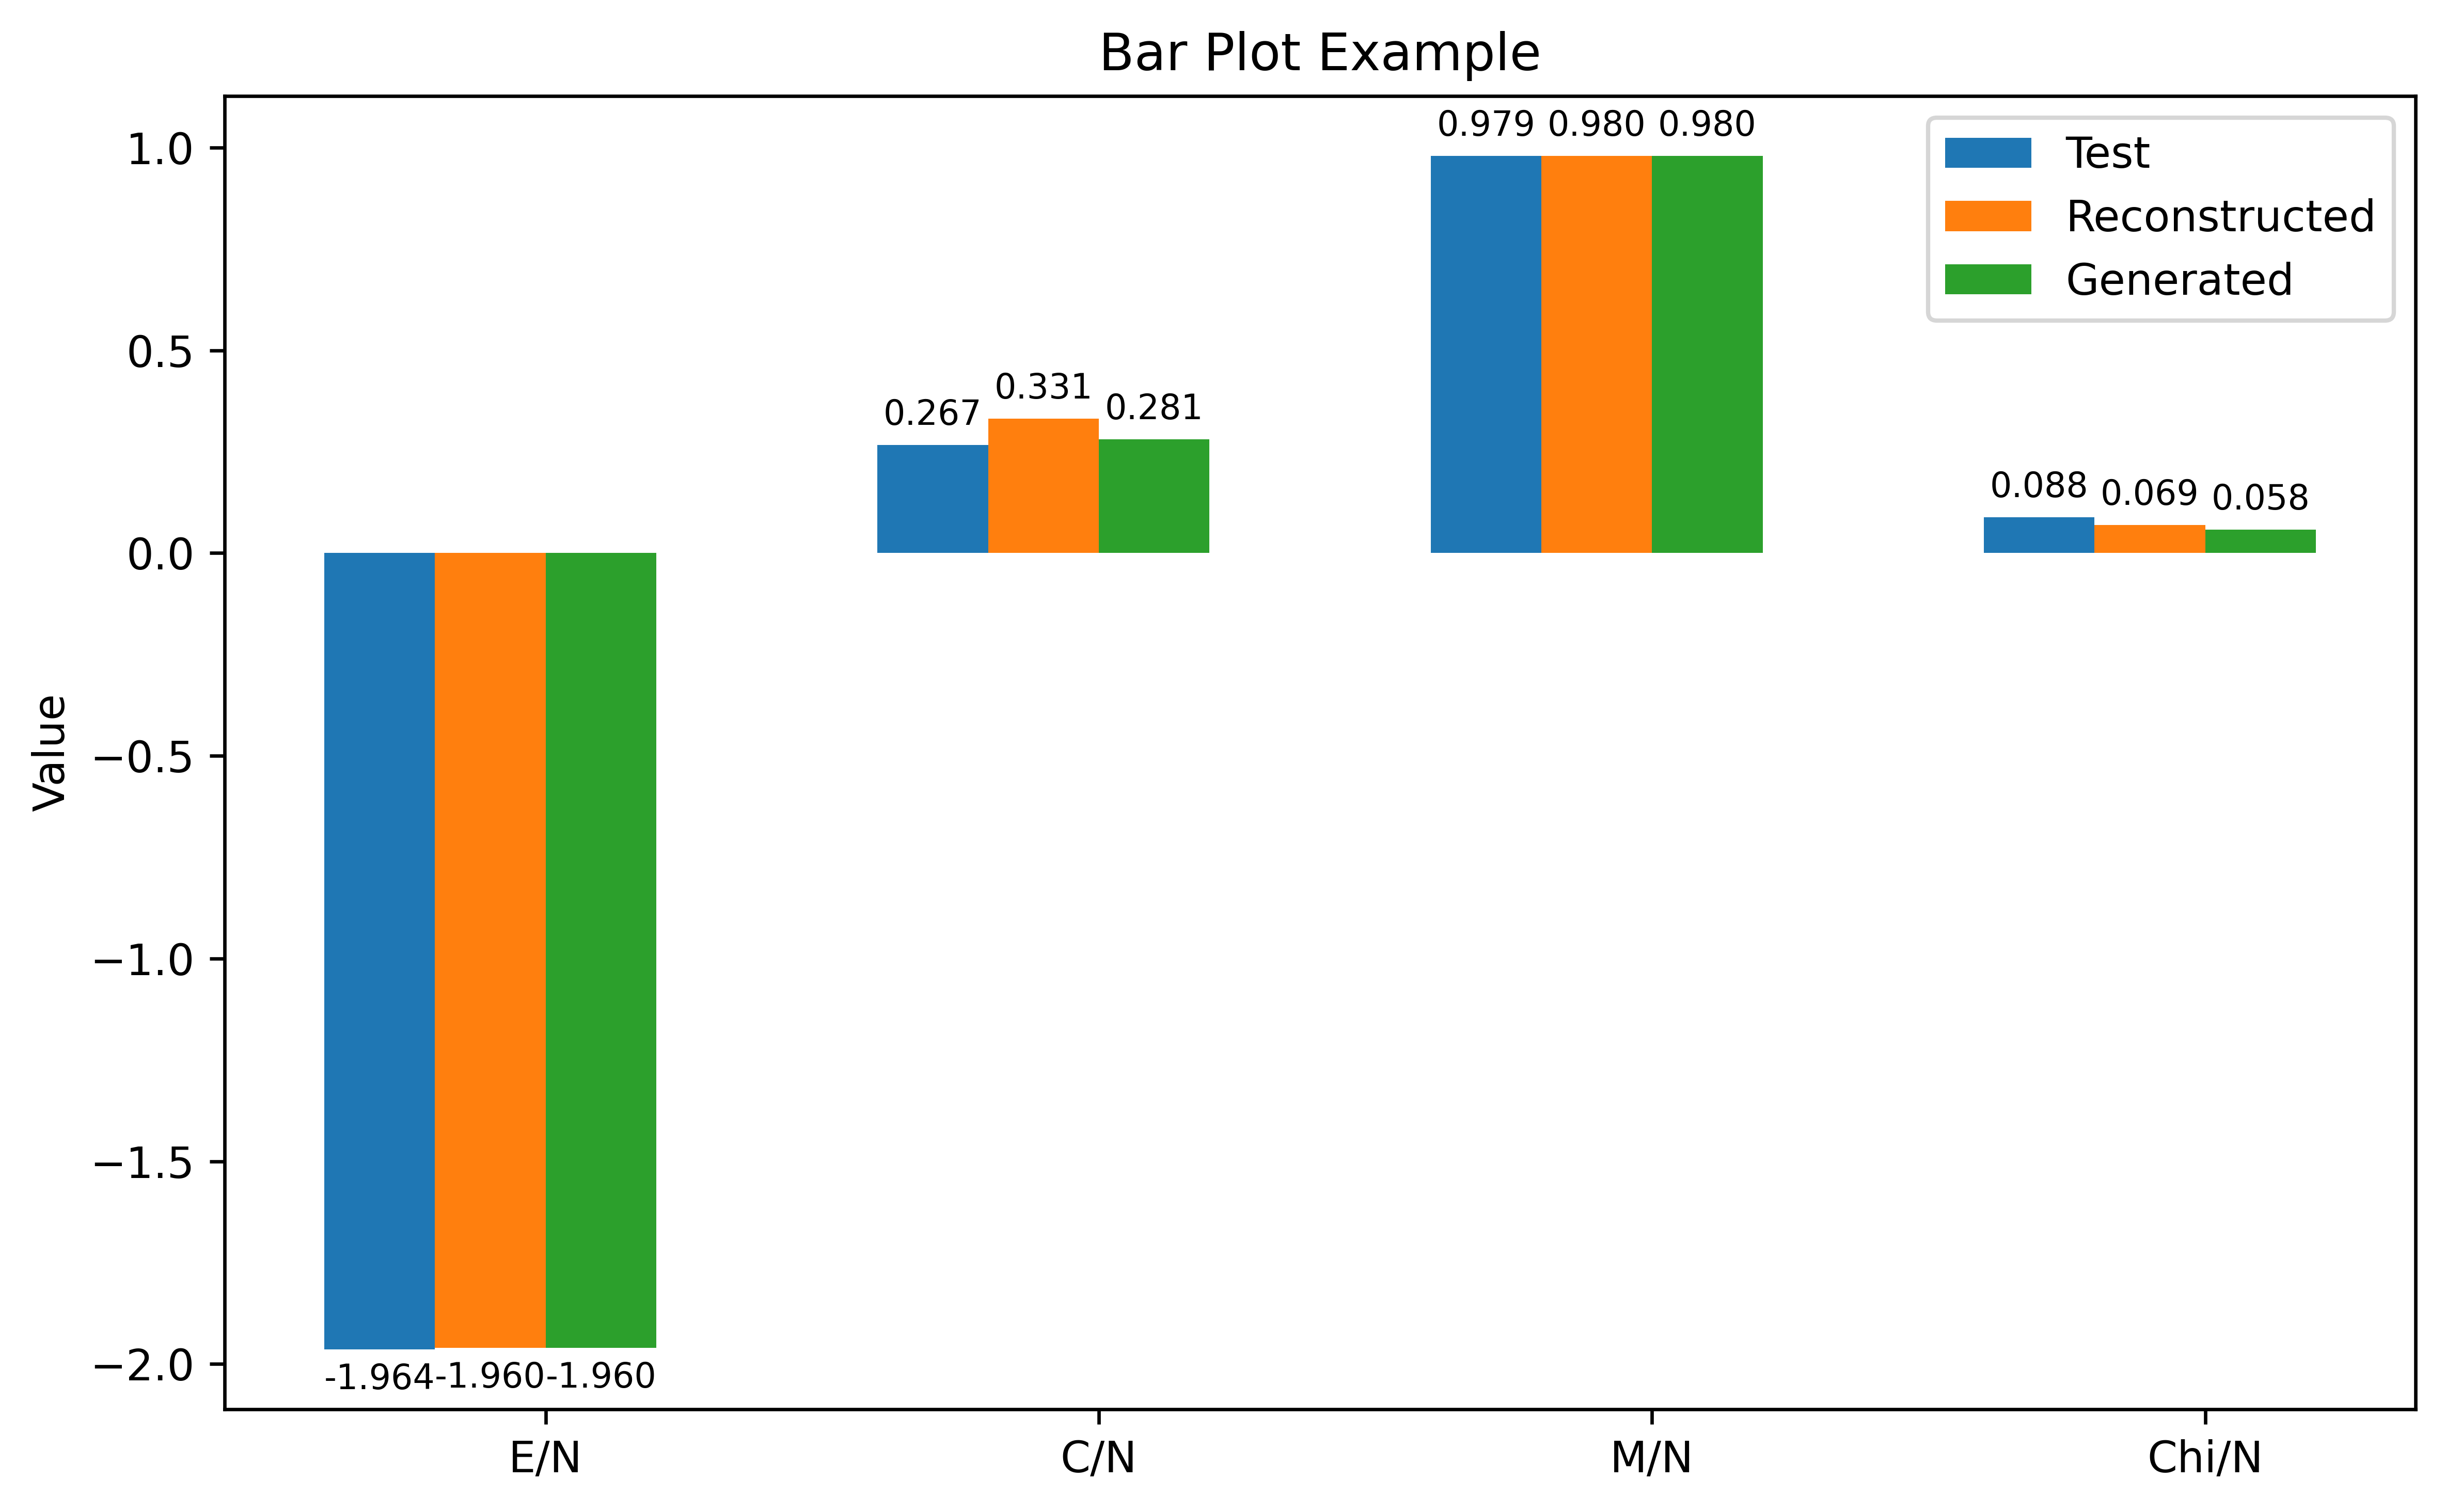 Bar Plot Example
Value
1.0
0.5
0.0
−0.5
−1.0
−1.5
−2.0
-1.964 -1.960 -1.960
0.267 0.331 0.281
0.979 0.980 0.980
0.088 0.069 0.058
Test
Reconstructed
Generated
E/N C/N M/N Chi/N